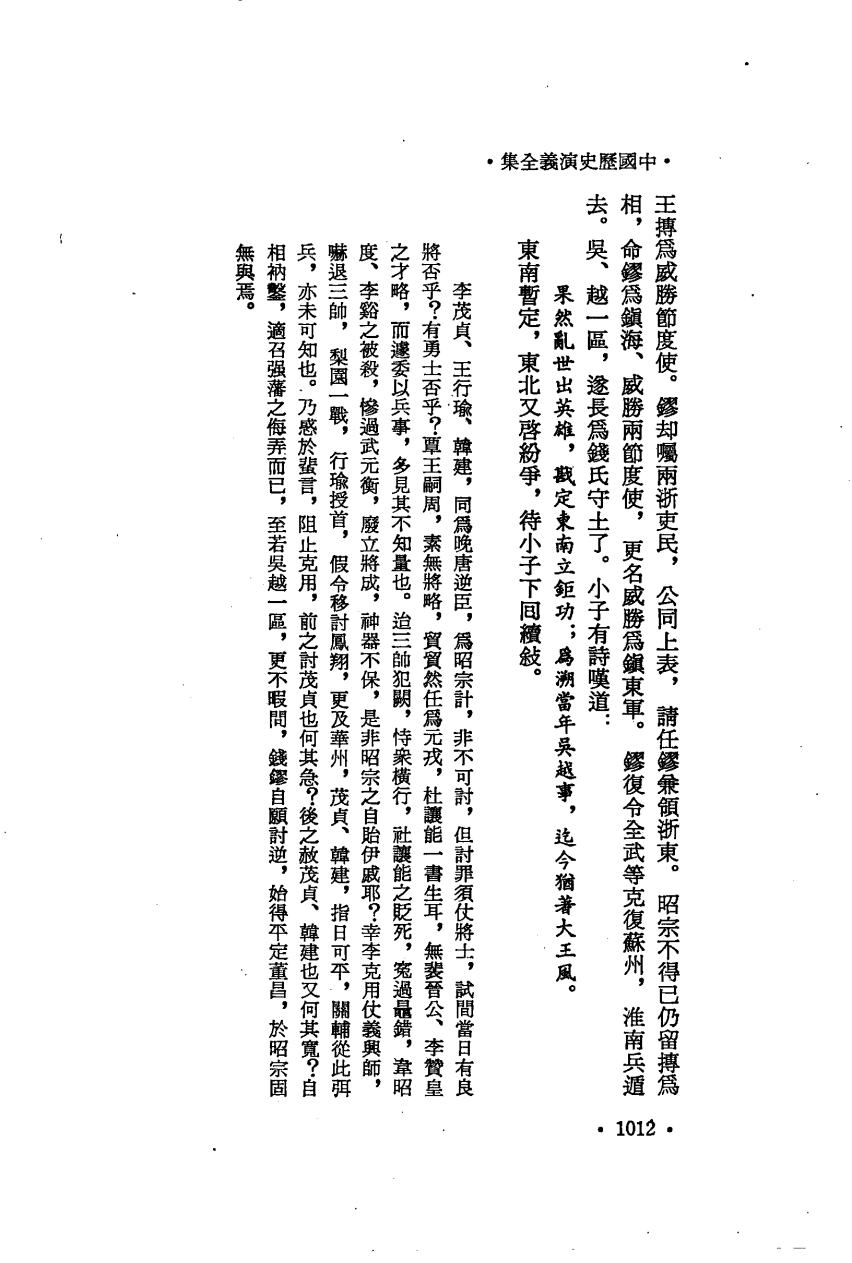 ·中國歷史演義全集·
王摶爲威勝節度使。鏐却囑兩浙吏民，公同上表，請任鏐兼領浙東。昭宗不得已仍留摶爲
相，命鏐爲鎭海、威勝兩節度使，更名威勝爲鎭東軍。鏐復令全武等克復蘇州，淮南兵遁
去。吳、越一區，遂長爲錢氏守土了。小子有詩嘆道：
果然亂世出英雄，戡定東南立鉅功；爲溯當年吳越事，迄今猶著大王風。
東南暫定，東北又啓紛爭，待小子下回續敍。
李茂貞、王行瑜、韓建，同爲晚唐逆臣，爲昭宗計，非不可討，但討罪須仗將士，試問當日有良
將否乎？有勇士否乎？覃王嗣周，素無將略，貿貿然任爲元戎，杜讓能一書生耳，無裴晉公、李贊皇
之才略，而遽委以兵事，多見其不知量也。迨三帥犯闕，恃衆橫行，社讓能之貶死，寃過鼂錯，韋昭
度、李谿之被殺，慘過武元衡，廢立將成，神器不保，是非昭宗之自貽伊戚耶？幸李克用仗義興師，
嚇退三帥，梨園一戰，行瑜授首，假令移討鳳翔，更及華州，茂貞、韓建，指日可平，關輔從此弭
兵，亦未可知也。乃惑於蜚言，阻止克用，前之討茂貞也何其急？後之赦茂貞、韓建也又何其寬？自
相衲鑿，適召强藩之侮弄而已，至若吳越一區，更不暇問，錢鏐自願討逆，始得平定董昌，於昭宗固
無與焉。
·1012·